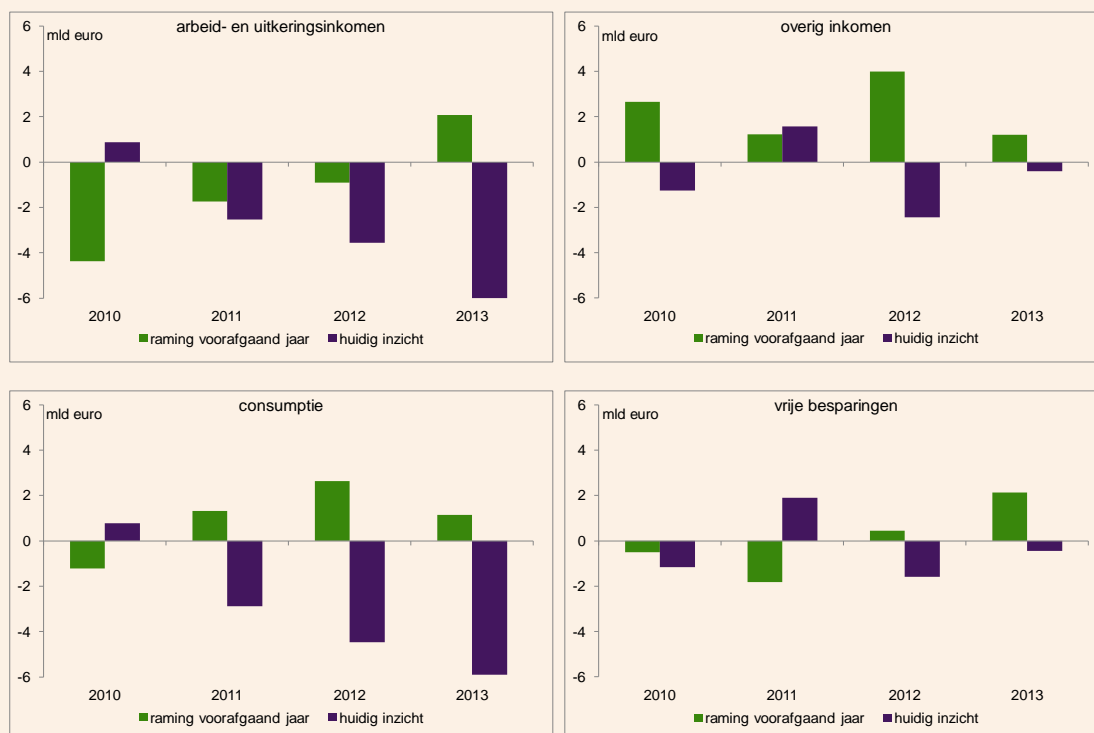 arbeid- en uitkeringsinkomen
mld euro
6
4
2
0
-2
-4
-6
2010 2011 2012 2013
raming voorafgaand jaar huidig inzicht
overig inkomen
mld euro
6
4
2
0
-2
-4
-6
2010 2011 2012 2013
raming voorafgaand jaar huidig inzicht
consumptie
mld euro
6
4
2
0
-2
-4
-6
2010 2011 2012 2013
raming voorafgaand jaar huidig inzicht
vrije besparingen
mld euro
6
4
2
0
-2
-4
-6
2010 2011 2012 2013
raming voorafgaand jaar huidig inzicht